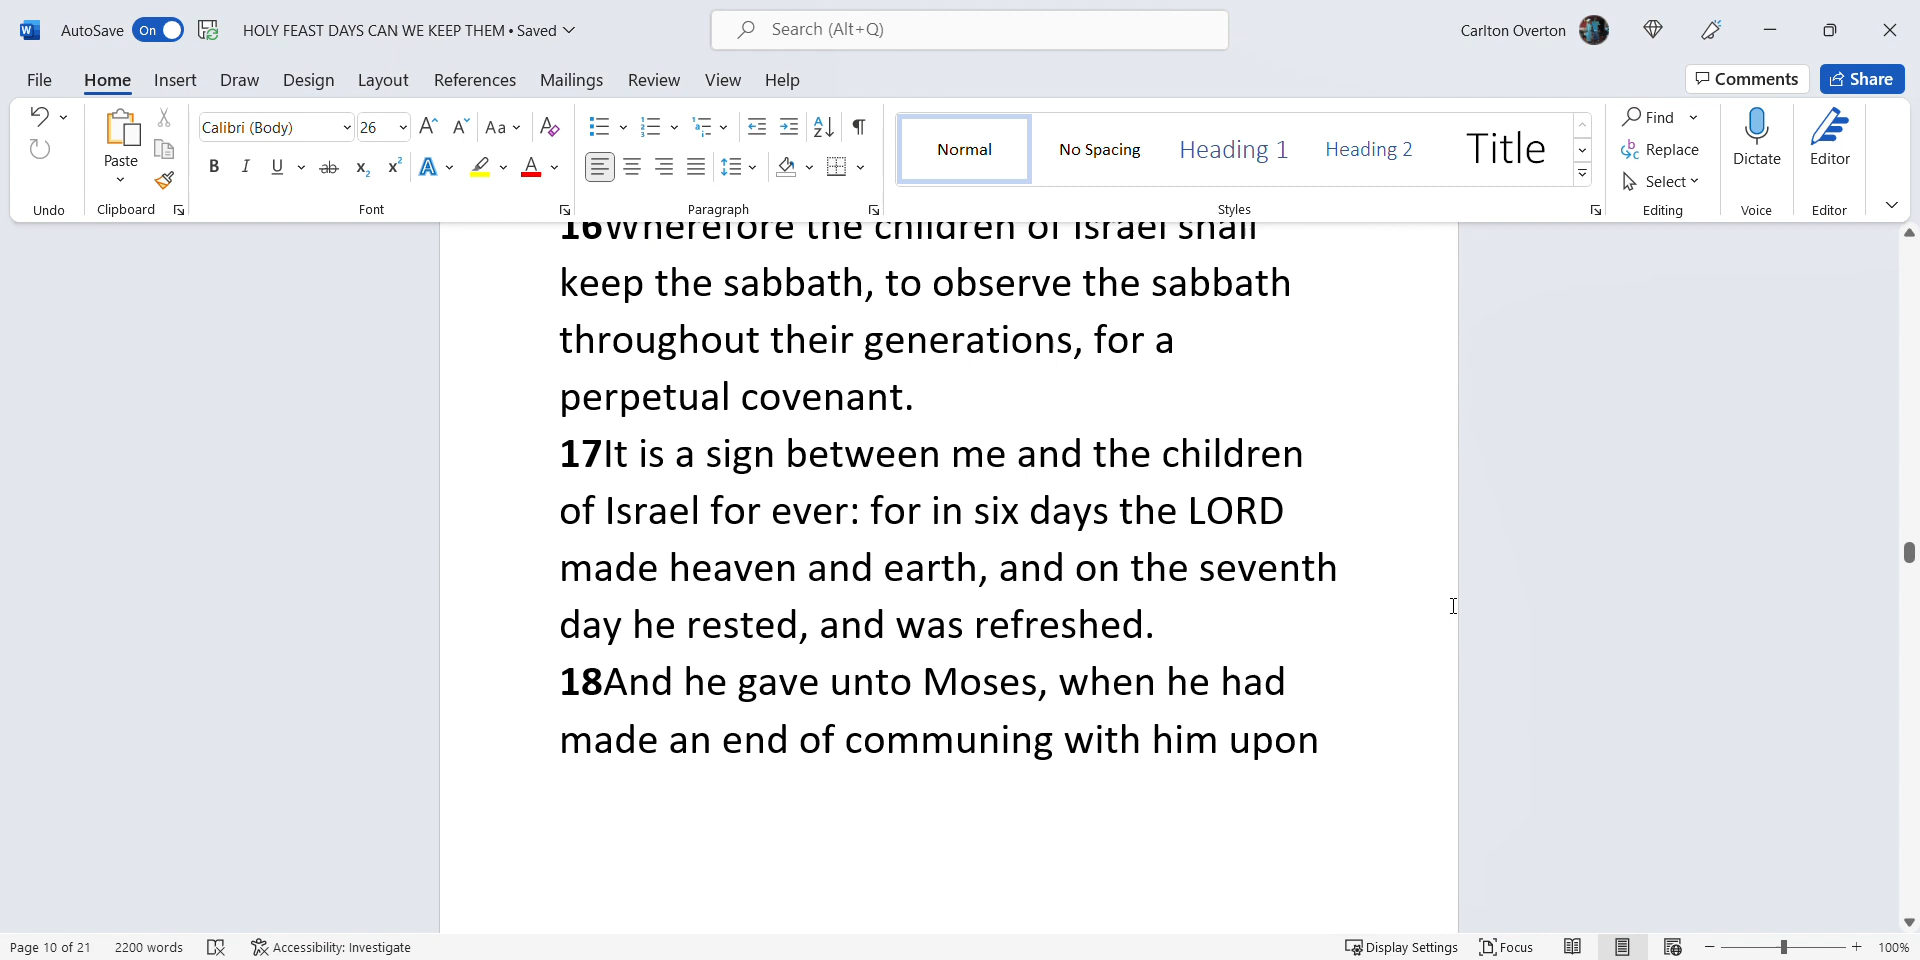 AutoSave On HOLY FEAST DAYS CAN WE KEEP THEM • Saved Search (Alt+Q) Carlton Overton
File Home Insert Draw Design Layout References Mailings Review View Help Comments Share
Calibri (Body) 26 Aa
Paste
Normal No Spacing Heading 1 Heading 2 Title
Find
Replace
Select
Dictate Editor
Undo Clipboard Font Paragraph Styles Editing Voice Editor
16Wherefore the children of Israel shall
keep the sabbath, to observe the sabbath
throughout their generations, for a
perpetual covenant.
17It is a sign between me and the children
of Israel for ever: for in six days the LORD
made heaven and earth, and on the seventh
day he rested, and was refreshed.
18And he gave unto Moses, when he had
made an end of communing with him upon
Page 10 of 21 2200 words Accessibility: Investigate Display Settings Focus 100%